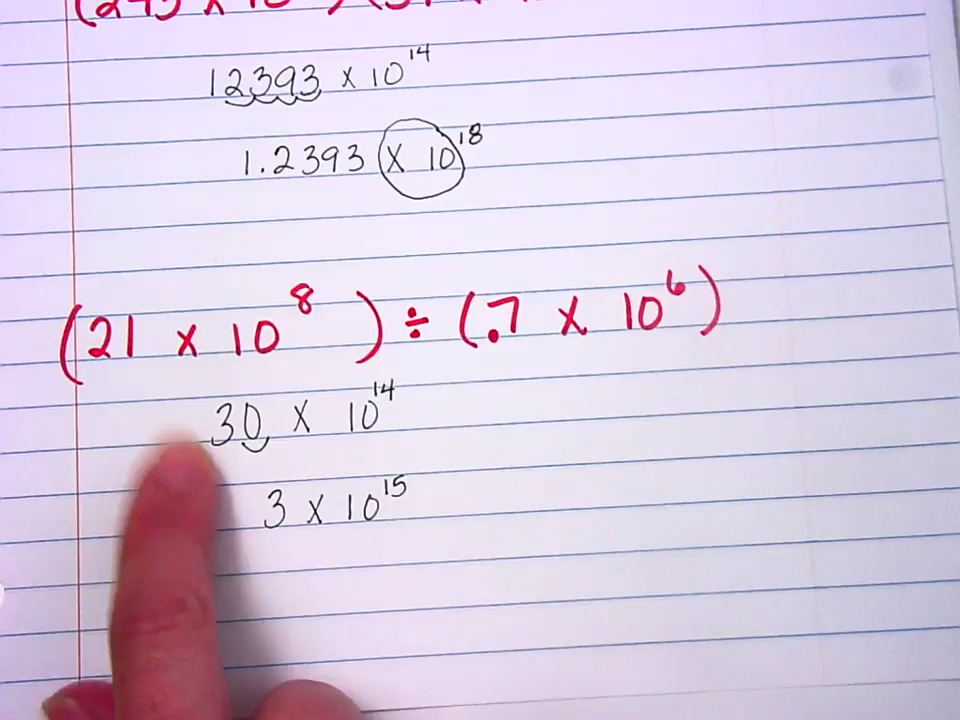 12393 x 10^14
1.2393 x 10^18
(21 x 10^8) ÷ (.7 x 10^6)
30 x 10^14
3 x 10^15